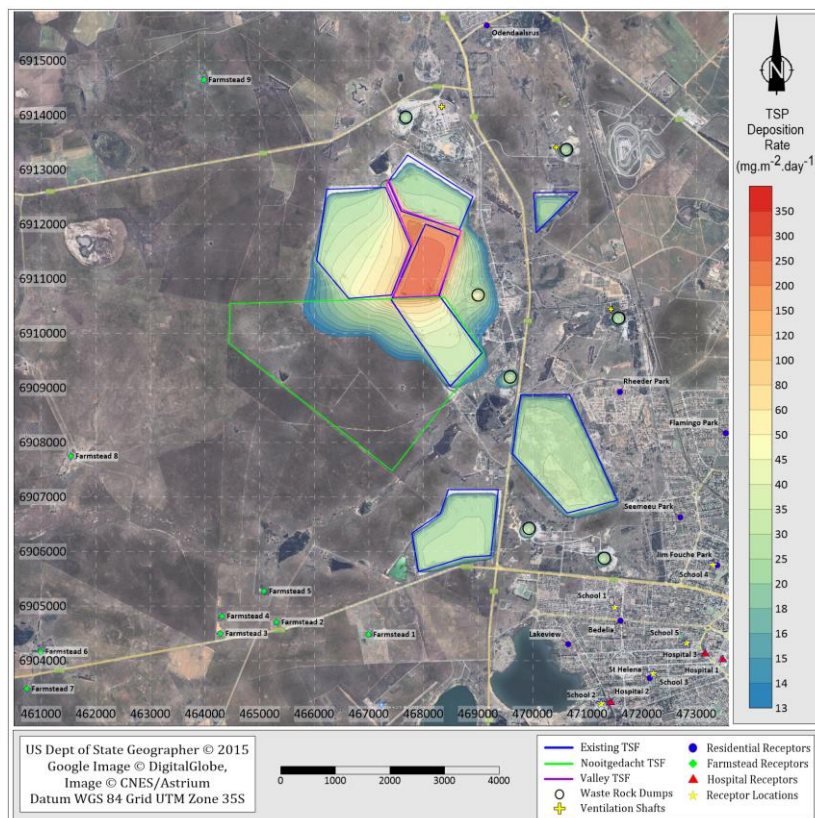 Odendaalsrus
6915000
Farmstead 9
6914000
6913000
6912000
6911000
6910000
6909000
Rheeder Park
Flamingo Park
6908000
Farmstead 8
6907000
Seemeeu Park
6906000
Jim Fouche Park
School 4
Farmstead 5
6905000
School 1
Farmstead 4
Farmstead 2
Bedelia
Farmstead 3
Farmstead 1
School 5
Lakeview
Hospital 3
Farmstead 6
6904000
St Helena
Hospital 1
School 3
Farmstead 7
Hospital 2
School 2
461000 462000 463000 464000 465000 466000 467000 468000 469000 470000 471000 472000 473000
N
TSP
Deposition
Rate
(mg.m-2.day-1
350
250
200
150
120
100
80
60
50
45
40
35
30
25
20
18
16
15
14
13
US Dept of State Geographer © 2015
Google Image © DigitalGlobe,
Image © CNES/Astrium
Datum WGS 84 Grid UTM Zone 35S
0 1000 2000 3000 4000
Existing TSF
Nooitgedacht TSF
Valley TSF
Waste Rock Dumps
Ventilation Shafts
Residential Receptors
Farmstead Receptors
Hospital Receptors
Receptor Locations